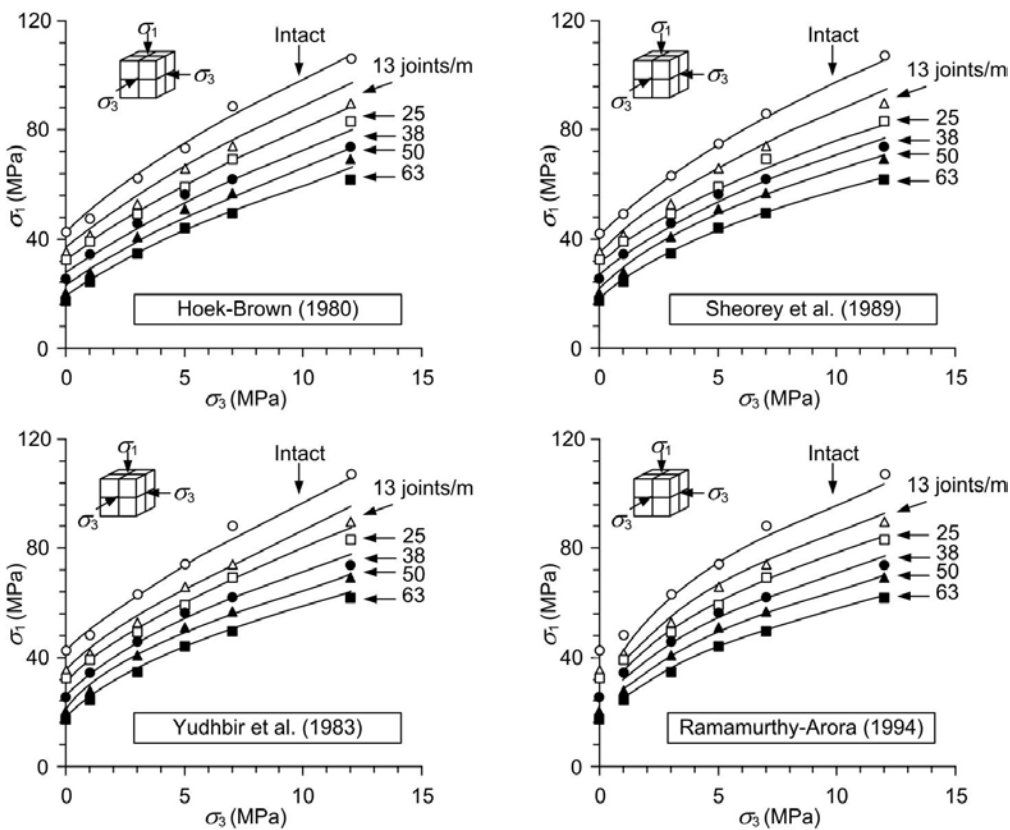 120
80
40
0
σ1 (MPa)
σ1
σ3
σ3
Intact
13 joints/m
25
38
50
63
Hoek-Brown (1980)
0 5 10 15
σ3 (MPa)
120
80
40
0
σ1 (MPa)
σ1
σ3
σ3
Intact
13 joints/m
25
38
50
63
Sheorey et al. (1989)
0 5 10 15
σ3 (MPa)
120
80
40
0
σ1 (MPa)
σ1
σ3
σ3
Intact
13 joints/m
25
38
50
63
Yudhbir et al. (1983)
0 5 10 15
σ3 (MPa)
120
80
40
0
σ1 (MPa)
σ1
σ3
σ3
Intact
13 joints/m
25
38
50
63
Ramamurthy-Arora (1994)
0 5 10 15
σ3 (MPa)